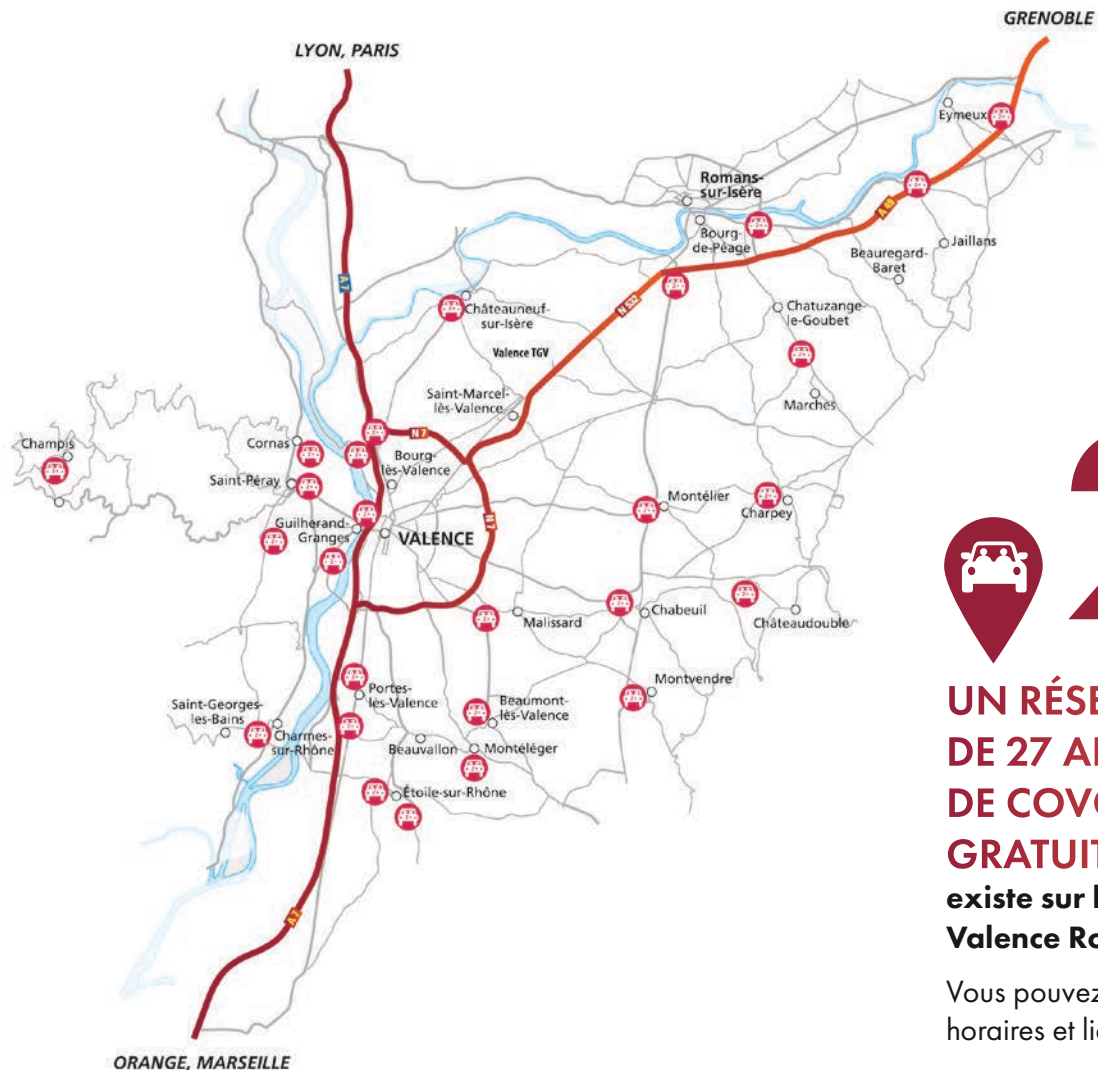 GRENOBLE
LYON, PARIS
Eymeux
Romans-
sur-Isère
A 49
Bourg-
de-Péage
Jaillans
Beauregard-
Baret
A 7
Châteauneuf-
sur-Isère
N 532
Chatuzange-
le-Goubet
Valence TGV
Saint-Marcel-
lès-Valence
Marches
Champis
Cornas
N 7
Bourg-
lès-Valence
Saint-Péray
Montélier
Charpey
Guilherand-
Granges
VALENCE
N 7
Malissard
Chabeuil
Châteaudouble
Portes-
lès-Valence
Beaumont-
lès-Valence
Montvendre
Saint-Georges-
les-Bains
Charmes-
sur-Rhône
Beauvallon
Montéléger
Étoile-sur-Rhône
A 7
ORANGE, MARSEILLE
UN RÉSE
DE 27 AI
DE COVO
GRATUIT
existe sur l
Valence Ro
Vous pouvez
horaires et lie